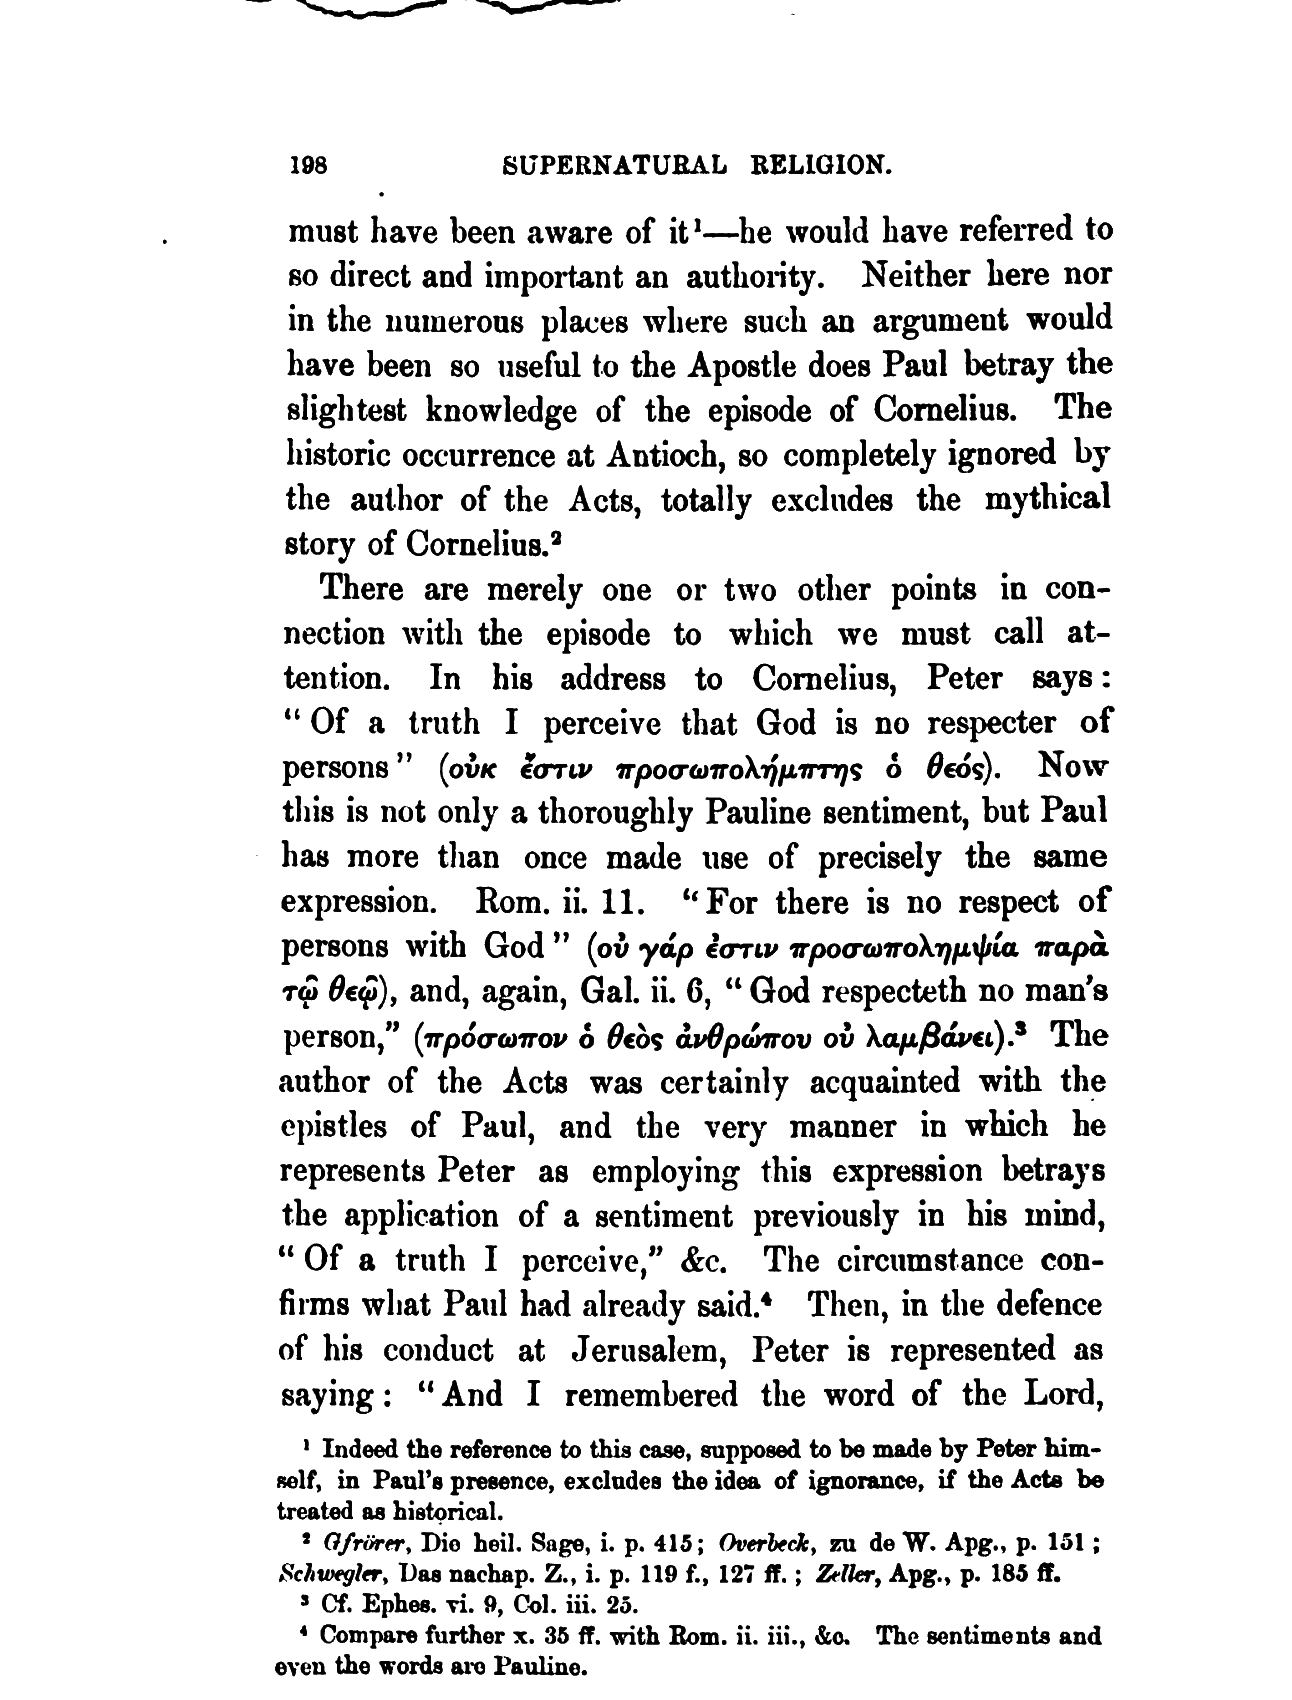 198 SUPERNATURAL RELIGION.
must have been aware of it¹—he would have referred to
so direct and important an authority. Neither here nor
in the numerous places where such an argument would
have been so useful to the Apostle does Paul betray the
slightest knowledge of the episode of Cornelius. The
historic occurrence at Antioch, so completely ignored by
the author of the Acts, totally excludes the mythical
story of Cornelius.²
There are merely one or two other points in con-
nection with the episode to which we must call at-
tention. In his address to Cornelius, Peter says:
“Of a truth I perceive that God is no respecter of
persons” (οὐκ ἔστιν προσωπολήμπτης ὁ θεός). Now
this is not only a thoroughly Pauline sentiment, but Paul
has more than once made use of precisely the same
expression. Rom. ii. 11. “For there is no respect of
persons with God” (οὐ γάρ ἐστιν προσωπολημψία παρὰ
τῷ θεῷ), and, again, Gal. ii. 6, “God respecteth no man's
person,” (πρόσωπον ὁ θεὸς ἀνθρώπου οὐ λαμβάνει).³ The
author of the Acts was certainly acquainted with the
epistles of Paul, and the very manner in which he
represents Peter as employing this expression betrays
the application of a sentiment previously in his mind,
“Of a truth I perceive,” &c. The circumstance con-
firms what Paul had already said.⁴ Then, in the defence
of his conduct at Jerusalem, Peter is represented as
saying: “And I remembered the word of the Lord,
¹ Indeed the reference to this case, supposed to be made by Peter him-
self, in Paul's presence, excludes the idea of ignorance, if the Acts be
treated as historical.
² Gfrörer, Die heil. Sage, i. p. 415; Overbeck, zu de W. Apg., p. 151;
Schwegler, Das nachap. Z., i. p. 119 f., 127 ff.; Zeller, Apg., p. 185 ff.
³ Cf. Ephes. vi. 9, Col. iii. 25.
⁴ Compare further x. 35 ff. with Rom. ii. iii., &c. The sentiments and
even the words are Pauline.